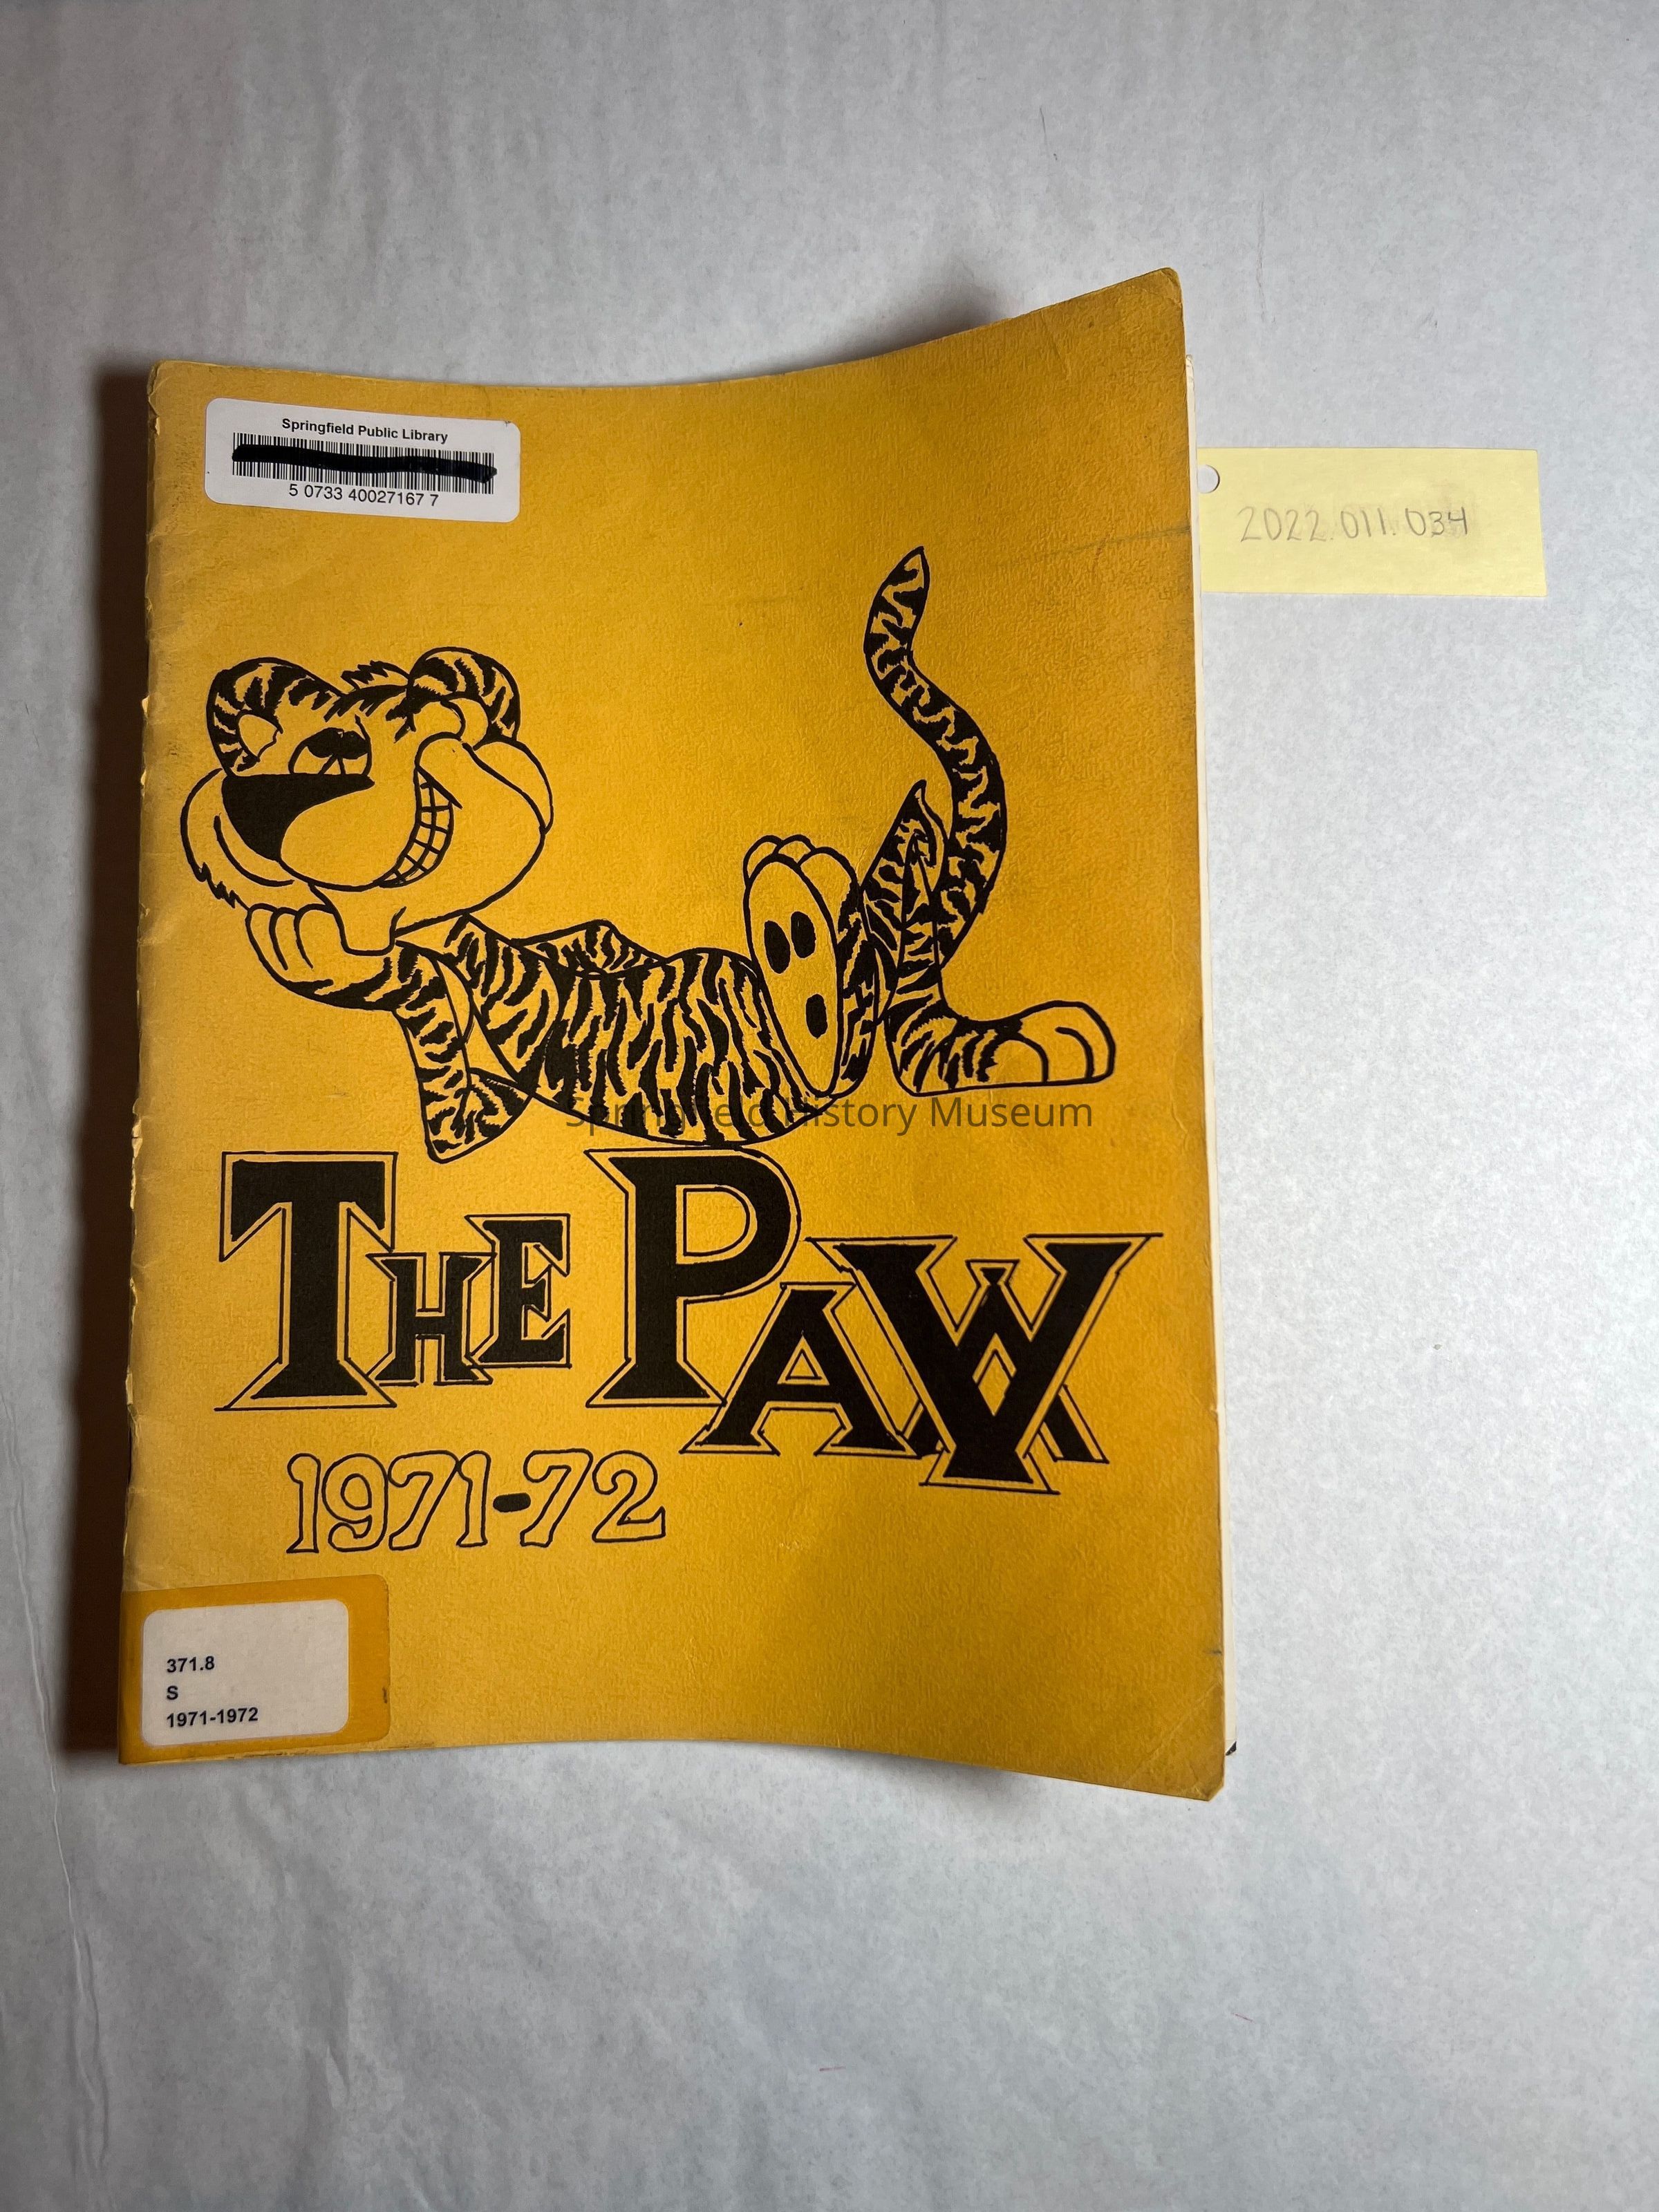 Springfield Public Library
5 0733 40027167 7
2022.011.034
Springfield History Museum
THE PAW
1971-72
371.8
S
1971-1972